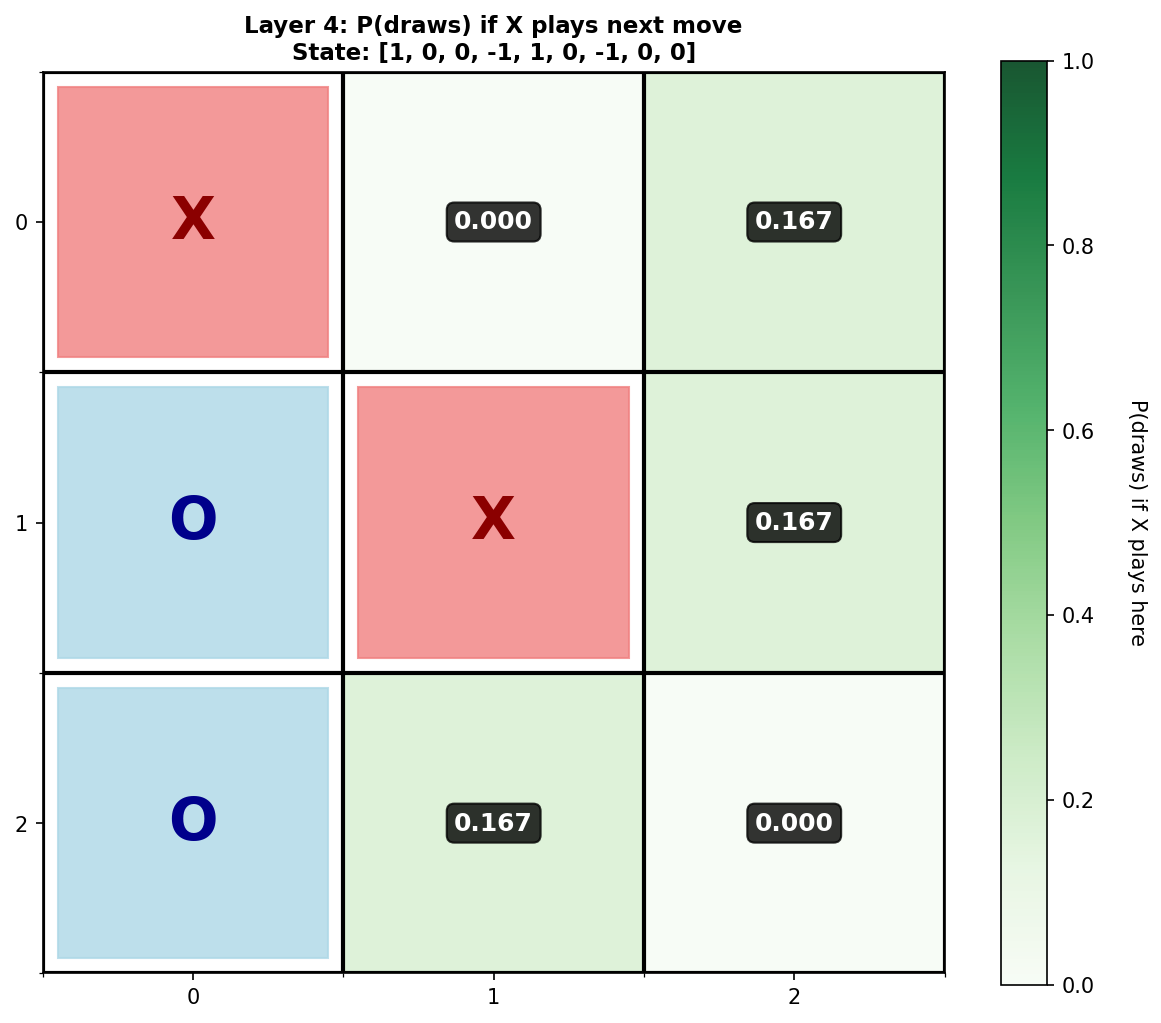 Layer 4: P(draws) if X plays next move
State: [1, 0, 0, -1, 1, 0, -1, 0, 0]
X
0.000
0.167
O
X
0.167
O
0.167
0.000
0
1
2
0
1
2
1.0
0.8
0.6
0.4
0.2
0.0
P(draws) if X plays here